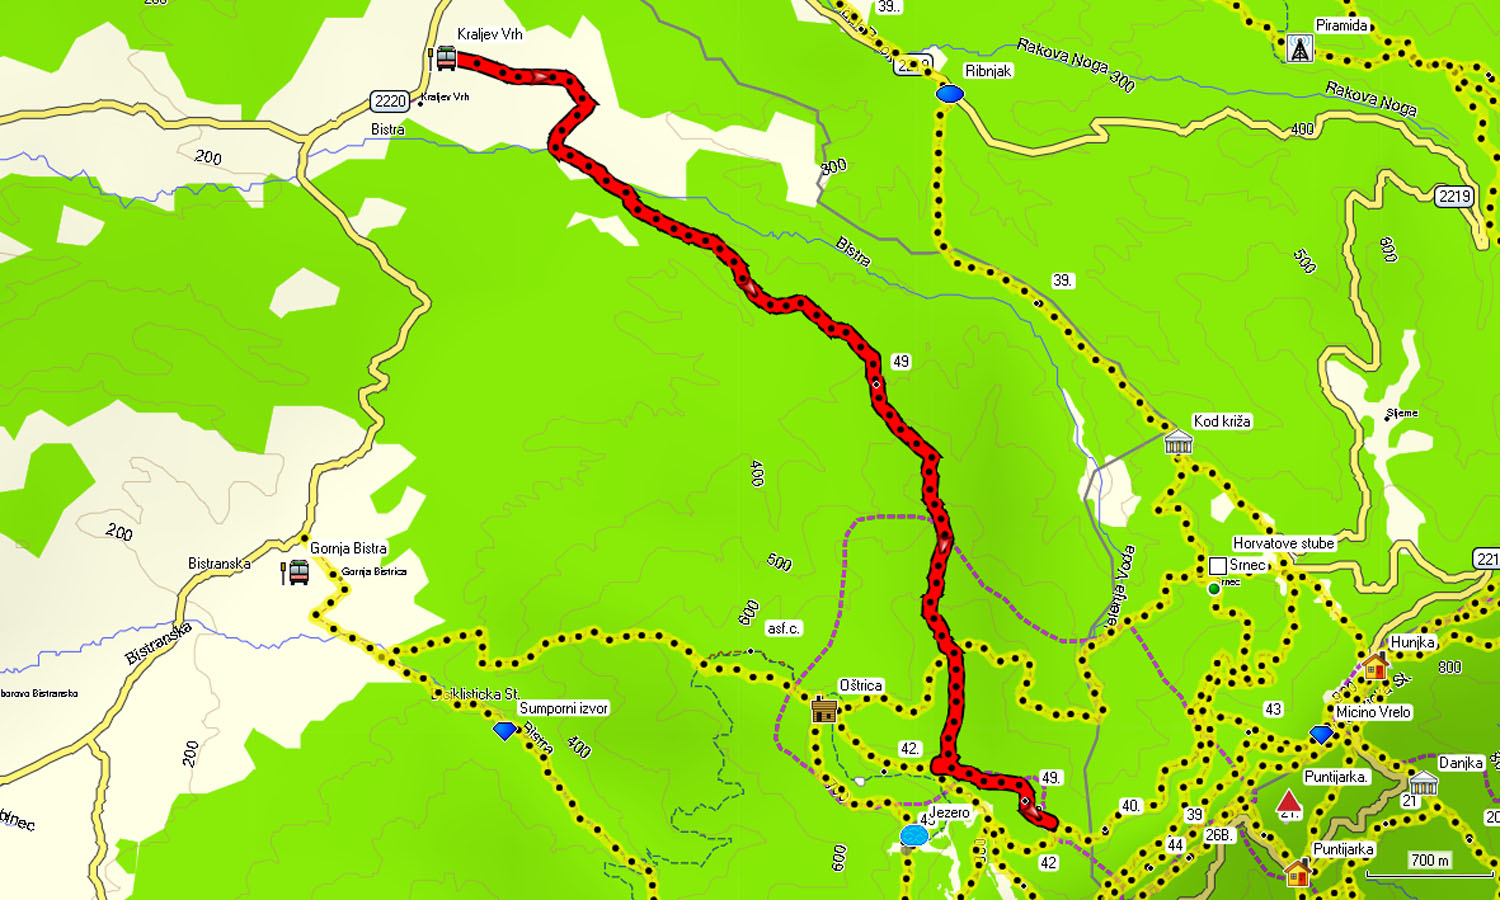 39..
Piramida
Kraljev Vrh
Rakova Noga 300
Ribnjak
Rakova Noga
2220
Kraljev Vrh
Bistra
400
200
300
2219
Bistra
500
600
39.
49
Sljeme
Kod križa
400
200
Horvatove stube
Gornja Bistra
Bistranska
Gornja Bistrica
500
Srnec
600
asf.c.
Bistranska
Hunjka
800
Oštrica
Sumporni izvor
43
Micino Vrelo
400
42.
200
Danjka
49.
Puntijarka.
40.
21
Jezero
39
26B.
44
42
600
Puntijarka
700 m